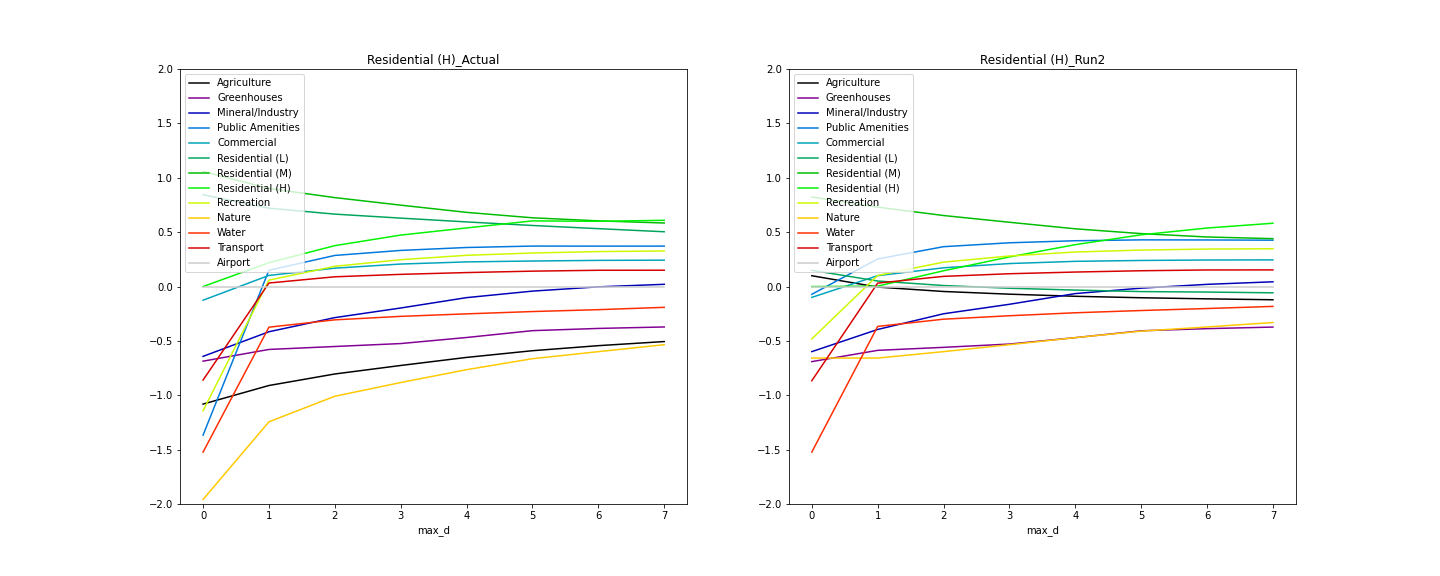 Residential (H)_Actual
2.0
1.5
1.0
0.5
0.0
−0.5
−1.0
−1.5
−2.0
Agriculture
Greenhouses
Mineral/Industry
Public Amenities
Commercial
Residential (L)
Residential (M)
Residential (H)
Recreation
Nature
Water
Transport
Airport
0 1 2 3 4 5 6 7
max_d
Residential (H)_Run2
2.0
1.5
1.0
0.5
0.0
−0.5
−1.0
−1.5
−2.0
Agriculture
Greenhouses
Mineral/Industry
Public Amenities
Commercial
Residential (L)
Residential (M)
Residential (H)
Recreation
Nature
Water
Transport
Airport
0 1 2 3 4 5 6 7
max_d